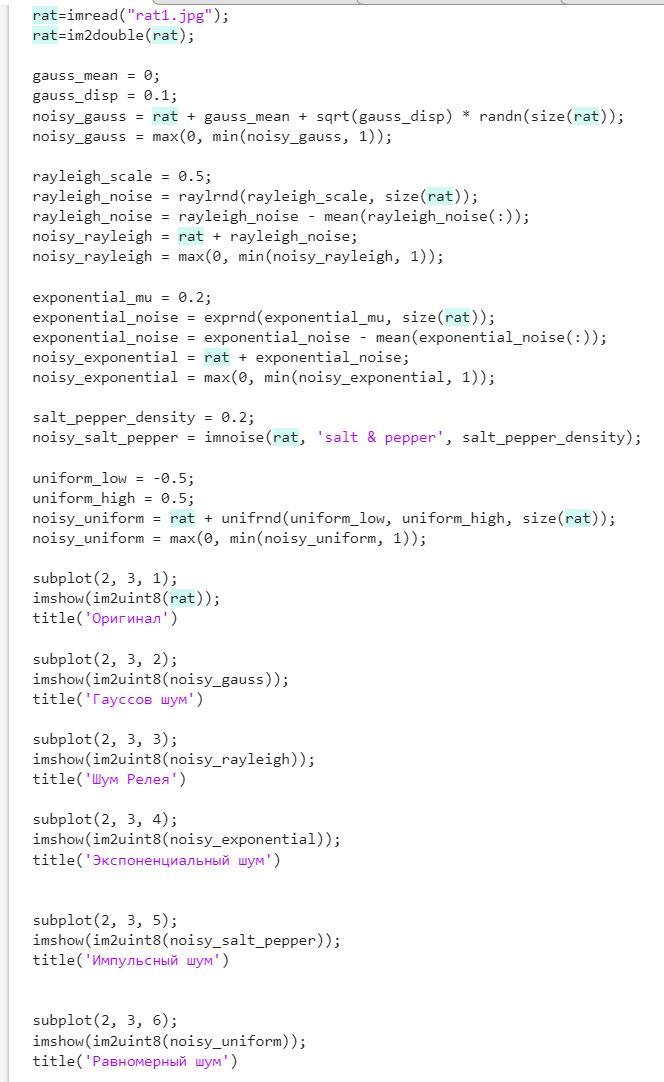 rat=imread("rat1.jpg");
rat=im2double(rat);
gauss_mean = 0;
gauss_disp = 0.1;
noisy_gauss = rat + gauss_mean + sqrt(gauss_disp) * randn(size(rat));
noisy_gauss = max(0, min(noisy_gauss, 1));
rayleigh_scale = 0.5;
rayleigh_noise = raylrnd(rayleigh_scale, size(rat));
rayleigh_noise = rayleigh_noise - mean(rayleigh_noise(:));
noisy_rayleigh = rat + rayleigh_noise;
noisy_rayleigh = max(0, min(noisy_rayleigh, 1));
exponential_mu = 0.2;
exponential_noise = exprnd(exponential_mu, size(rat));
exponential_noise = exponential_noise - mean(exponential_noise(:));
noisy_exponential = rat + exponential_noise;
noisy_exponential = max(0, min(noisy_exponential, 1));
salt_pepper_density = 0.2;
noisy_salt_pepper = imnoise(rat, 'salt & pepper', salt_pepper_density);
uniform_low = -0.5;
uniform_high = 0.5;
noisy_uniform = rat + unifrnd(uniform_low, uniform_high, size(rat));
noisy_uniform = max(0, min(noisy_uniform, 1));
subplot(2, 3, 1);
imshow(im2uint8(rat));
title('Оригинал')
subplot(2, 3, 2);
imshow(im2uint8(noisy_gauss));
title('Гауссов шум')
subplot(2, 3, 3);
imshow(im2uint8(noisy_rayleigh));
title('Шум Релея')
subplot(2, 3, 4);
imshow(im2uint8(noisy_exponential));
title('Экспоненциальный шум')
subplot(2, 3, 5);
imshow(im2uint8(noisy_salt_pepper));
title('Импульсный шум')
subplot(2, 3, 6);
imshow(im2uint8(noisy_uniform));
title('Равномерный шум')